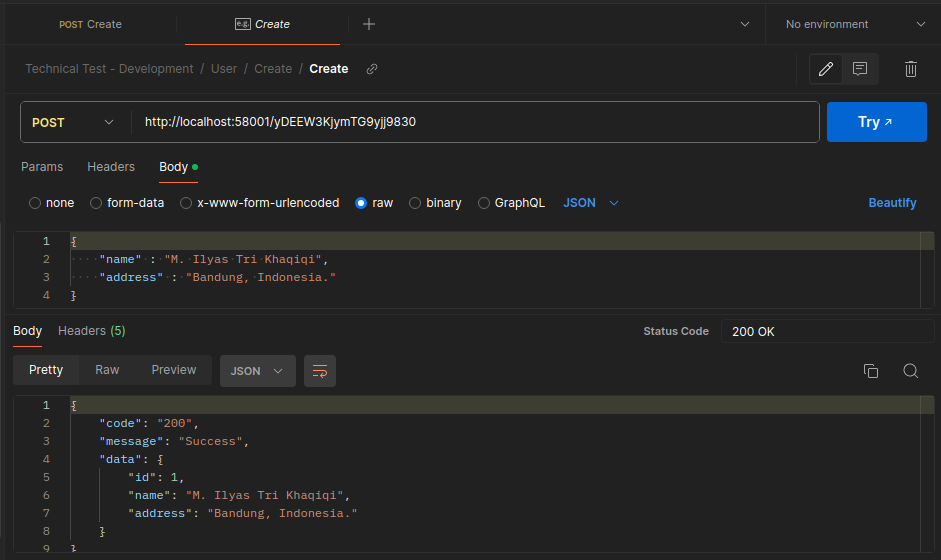 POST Create
e.g. Create
No environment
Technical Test - Development / User / Create / Create
POST http://localhost:58001/yDEEW3KjymTG9yjj9830 Try
Params Headers Body
none form-data x-www-form-urlencoded raw binary GraphQL JSON Beautify
1 {
2 "name" : "M. Ilyas Tri Khaqiqi",
3 "address" : "Bandung, Indonesia."
4 }
Body Headers (5) Status Code 200 OK
Pretty Raw Preview JSON
1 {
2 "code": "200",
3 "message": "Success",
4 "data": {
5 "id": 1,
6 "name": "M. Ilyas Tri Khaqiqi",
7 "address": "Bandung, Indonesia."
8 }
9 }